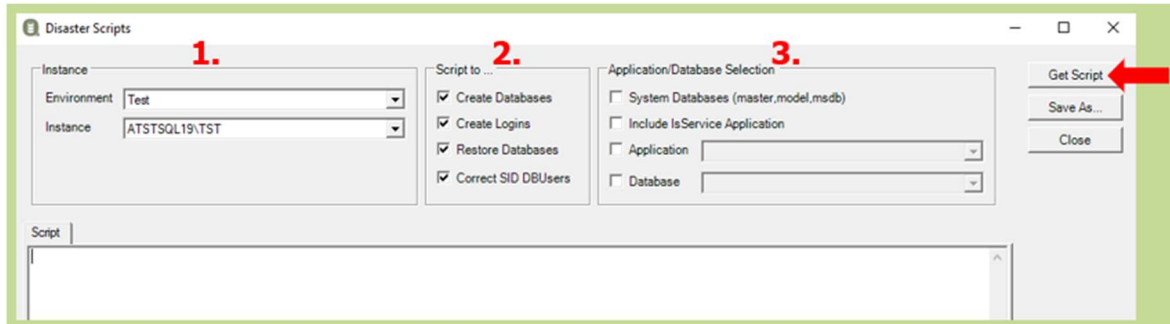 Disaster Scripts
1.
2.
3.
Instance
Environment Test
Instance ATSTSQL19\TST
Script to ...
Create Databases
Create Logins
Restore Databases
Correct SID DBUsers
Application/Database Selection
System Databases (master,model,msdb)
Include IsService Application
Application
Database
Get Script
Save As...
Close
Script